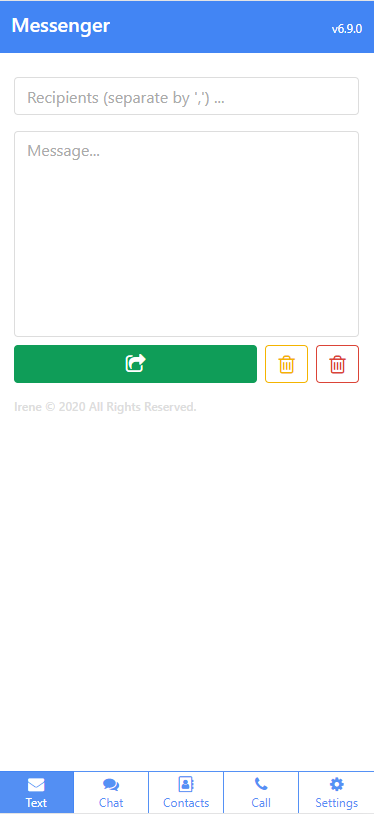 Messenger
v6.9.0
Recipients (separate by ',') ...
Message...
Irene © 2020 All Rights Reserved.
Text
Chat
Contacts
Call
Settings